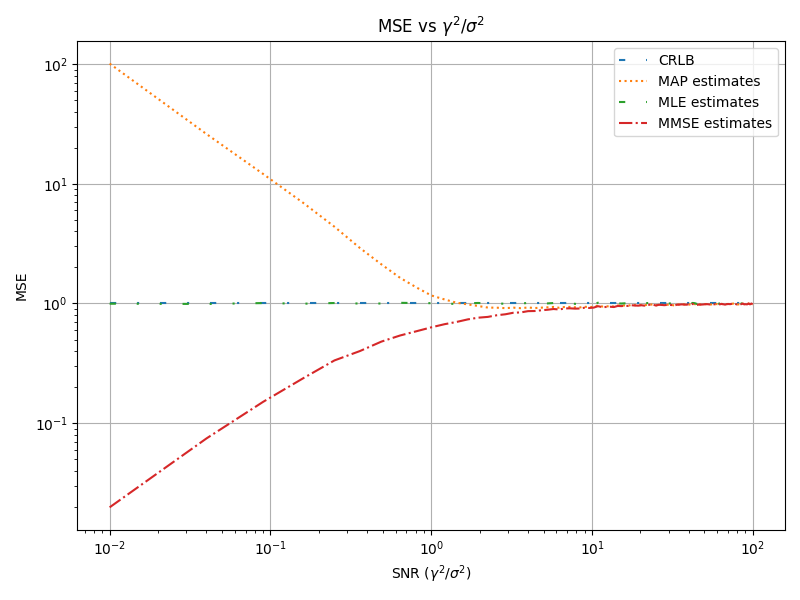 MSE vs γ²/σ²
CRLB
MAP estimates
MLE estimates
MMSE estimates
MSE
10²
10¹
10⁰
10⁻¹
10⁻² 10⁻¹ 10⁰ 10¹ 10²
SNR (γ²/σ²)